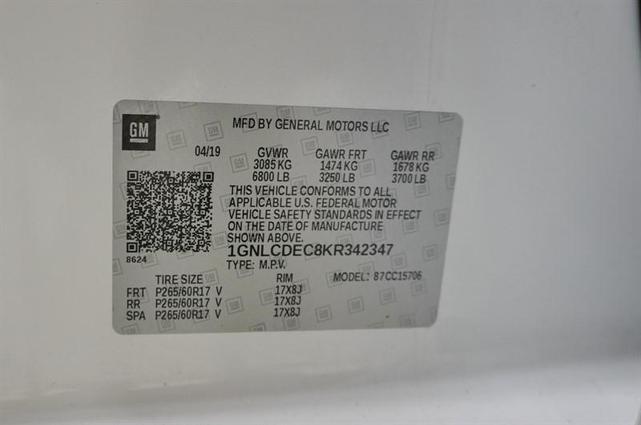 GM
MFD BY GENERAL MOTORS LLC
04/19 GVWR GAWR FRT GAWR RR
3085 KG 1474 KG 1678 KG
6800 LB 3250 LB 3700 LB
THIS VEHICLE CONFORMS TO ALL
APPLICABLE U.S. FEDERAL MOTOR
VEHICLE SAFETY STANDARDS IN EFFECT
ON THE DATE OF MANUFACTURE
SHOWN ABOVE.
8624
1GNLCDEC8KR342347
TYPE: M.P.V. MODEL: 87CC15706
TIRE SIZE RIM
FRT P265/60R17 V 17X8J
RR P265/60R17 V 17X8J
SPA P265/60R17 V 17X8J